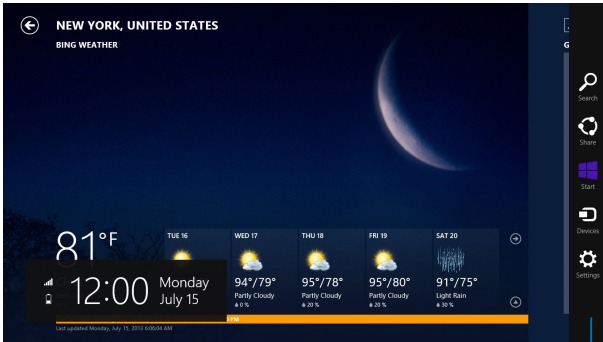 NEW YORK, UNITED STATES
BING WEATHER
G
Search
Share
Start
Devices
Settings
81°F
TUE 16
WED 17
THU 18
FRI 19
SAT 20
94°/79°
95°/78°
95°/80°
91°/75°
Partly Cloudy
Partly Cloudy
Partly Cloudy
Light Rain
0 %
20 %
20 %
30 %
12:00
Monday
July 15
PM
Last updated Monday, July 15, 2013 6:06:04 AM